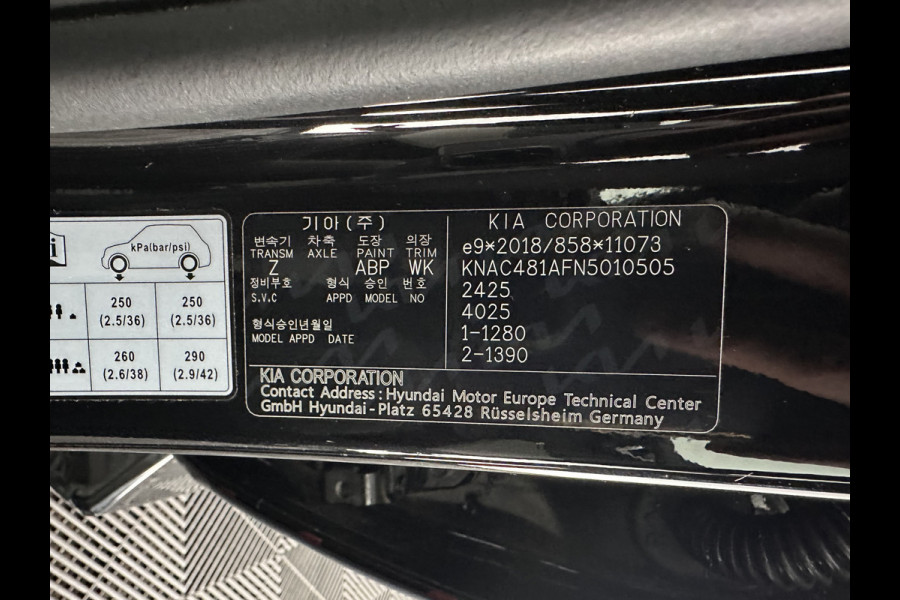 kPa(bar/psi)
250 250
(2.5/36) (2.5/36)
260 290
(2.6/38) (2.9/42)
기아(주)
변속기 차축 도장 의장
TRANSM AXLE PAINT TRIM
Z ABP WK
정비부호 형식 승인 번호
S.V.C APPD MODEL NO
형식승인년월일
MODEL APPD DATE
KIA CORPORATION
e9*2018/858*11073
KNAC481AFN5010505
2425
4025
1-1280
2-1390
KIA CORPORATION
Contact Address : Hyundai Motor Europe Technical Center
GmbH Hyundai-Platz 65428 Rüsselsheim Germany